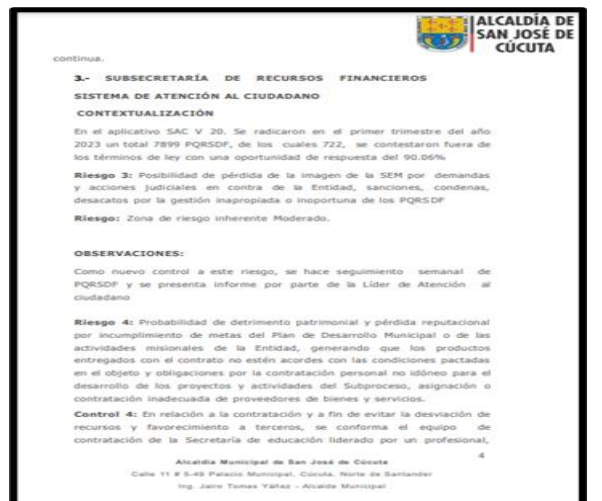 ALCALDÍA DE
SAN JOSÉ DE
CÚCUTA
continua.
3.- SUBSECRETARÍA DE RECURSOS FINANCIEROS
SISTEMA DE ATENCIÓN AL CIUDADANO
CONTEXTUALIZACIÓN
En el aplicativo SAC V 20. Se radicaron en el primer trimestre del año
2023 un total 7899 PQRSDF, de los cuales 722, se contestaron fuera de
los términos de ley con una oportunidad de respuesta del 90.06%
Riesgo 3: Posibilidad de pérdida de la imagen de la SEM por demandas
y acciones judiciales en contra de la Entidad, sanciones, condenas,
desacatos por la gestión inapropiada o inoportuna de los PQRSDF
Riesgo: Zona de riesgo inherente Moderado.
OBSERVACIONES:
Como nuevo control a este riesgo, se hace seguimiento semanal de
PQRSDF y se presenta informe por parte de la Líder de Atención al
ciudadano
Riesgo 4: Probabilidad de detrimento patrimonial y pérdida reputacional
por incumplimiento de metas del Plan de Desarrollo Municipal o de las
actividades misionales de la Entidad, generando que los productos
entregados con el contrato no estén acordes con las condiciones pactadas
en el objeto y obligaciones por la contratación personal no idóneo para el
desarrollo de los proyectos y actividades del Subproceso, asignación o
contratación inadecuada de proveedores de bienes y servicios.
Control 4: En relación a la contratación y a fin de evitar la desviación de
recursos y favorecimiento a terceros, se conforma el equipo de
contratación de la Secretaría de educación liderado por un profesional,
4
Alcaldía Municipal de San José de Cúcuta
Calle 11 # 5-49 Palacio Municipal, Cúcuta, Norte de Santander
Ing. Jairo Tomas Yáñez – Alcalde Municipal